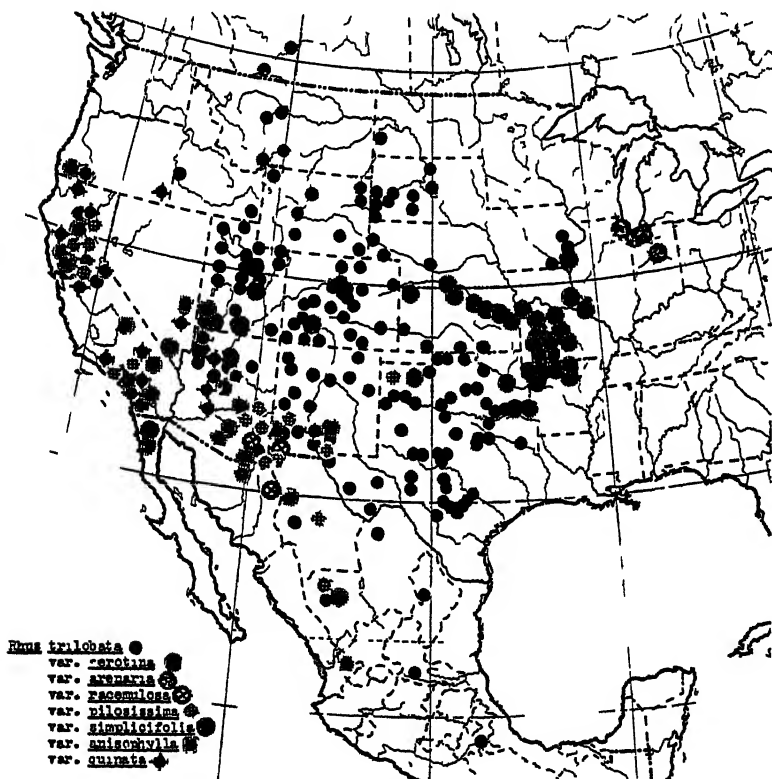 Rhus trilobata
var. serotina
var. arenaria
var. racemulosa
var. pilosissima
var. simplicifolia
var. anisophylla
var. quinata